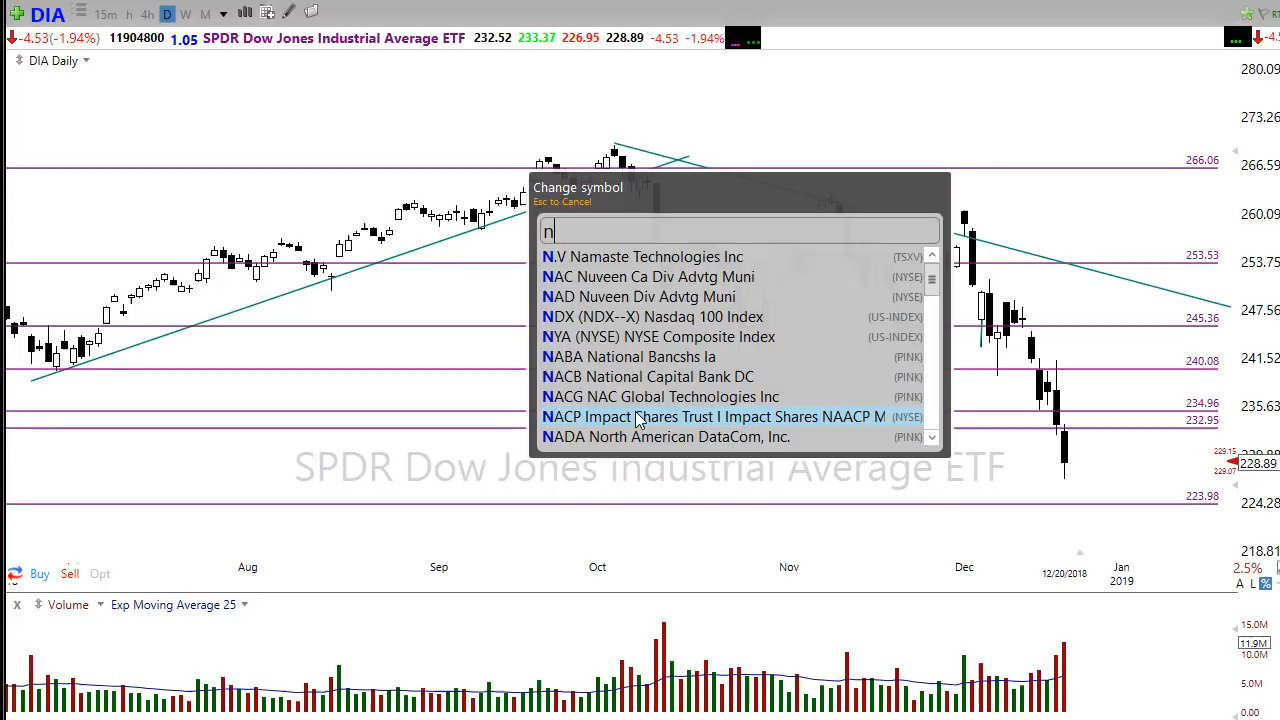 DIA 15m h 4h D W M
-4.53(-1.94%) 11904800 1.05 SPDR Dow Jones Industrial Average ETF 232.52 233.37 226.95 228.89 -4.53 -1.94%
DIA Daily
280.09
273.26
266.06
266.59
260.09
253.53
253.75
247.56
245.36
241.52
240.08
235.63
234.96
232.95
229.15
229.07
228.89
224.28
223.98
218.81
Change symbol
Esc to Cancel
n
N.V Namaste Technologies Inc (TSXV)
NAC Nuveen Ca Div Advtg Muni (NYSE)
NAD Nuveen Div Advtg Muni (NYSE)
NDX (NDX--X) Nasdaq 100 Index (US-INDEX)
NYA (NYSE) NYSE Composite Index (US-INDEX)
NABA National Bancshs Ia (PINK)
NACB National Capital Bank DC (PINK)
NACG NAC Global Technologies Inc (PINK)
NACP Impact Shares Trust I Impact Shares NAACP M (NYSE)
NADA North American DataCom, Inc. (PINK)
SPDR Dow Jones Industrial Average ETF
Aug Sep Oct Nov Dec 12/20/2018 Jan
2019
Buy Sell Opt
2.5%
A L %
X Volume Exp Moving Average 25
15.0M
11.9M
10.0M
5.0M
0.00